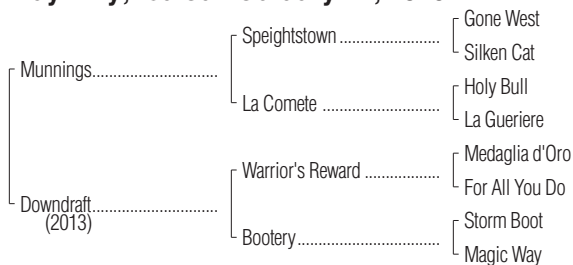 Gone West
Speightstown
Silken Cat
Munnings
Holy Bull
La Comete
La Gueriere
Medaglia d'Oro
Warrior's Reward
For All You Do
Downdraft
(2013)
Storm Boot
Bootery
Magic Way